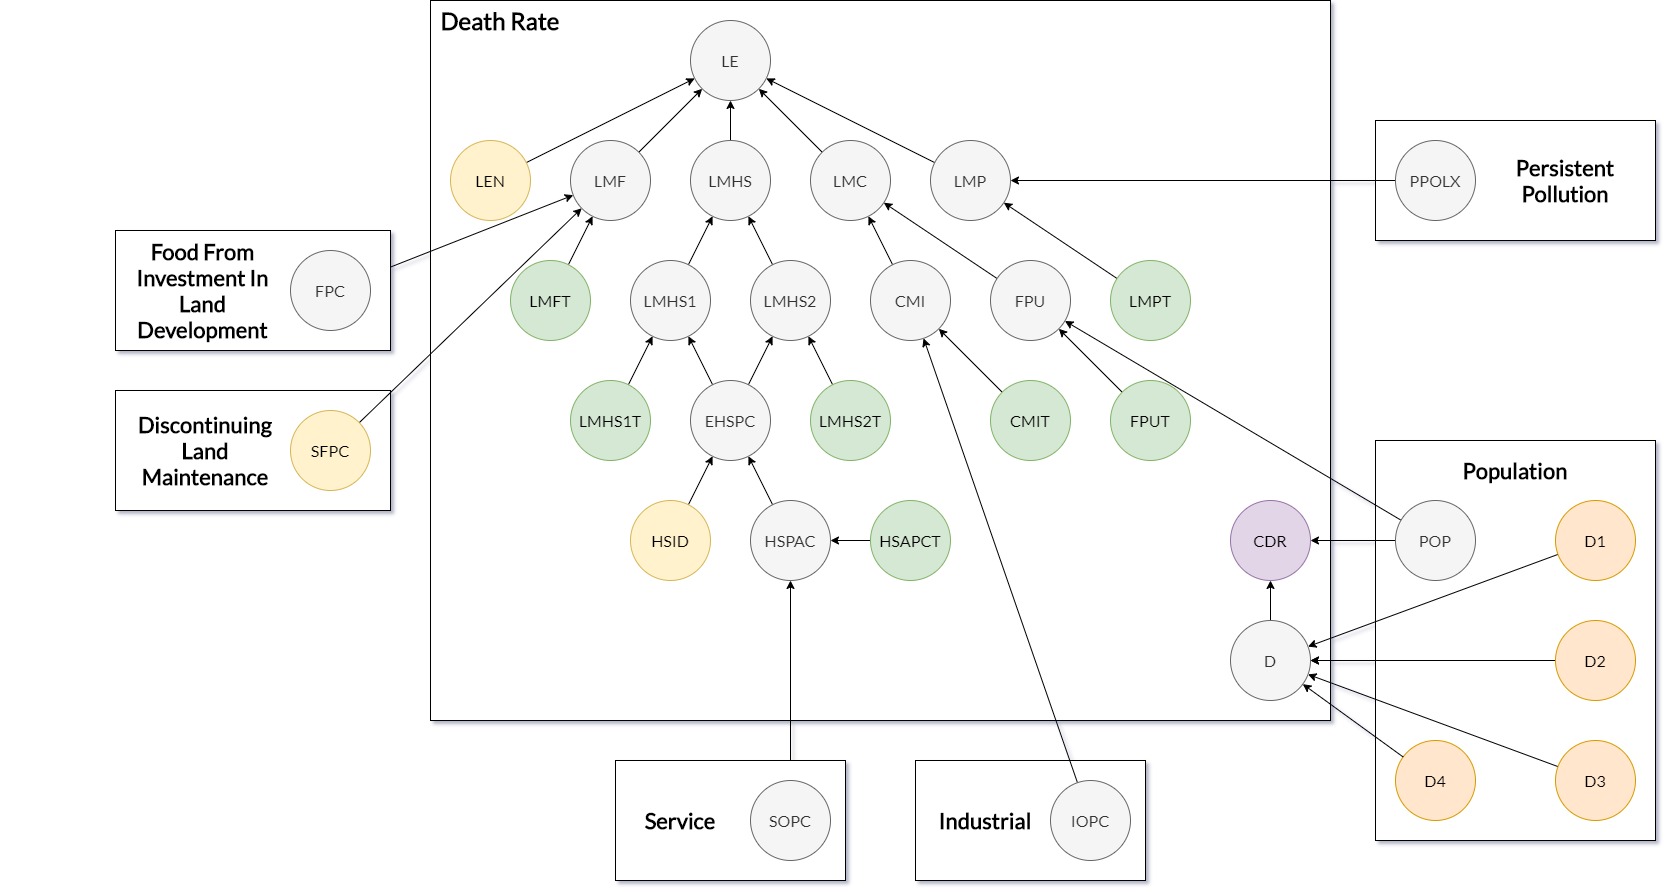 Death Rate
LE
LEN
LMF
LMHS
LMC
LMP
PPOLX
Persistent
Pollution
Food From
Investment In
Land
Development
FPC
LMFT
LMHS1
LMHS2
CMI
FPU
LMPT
Discontinuing
Land
Maintenance
SFPC
LMHS1T
EHSPC
LMHS2T
CMIT
FPUT
Population
HSID
HSPAC
HSAPCT
CDR
POP
D1
D
D2
D4
D3
Service
SOPC
Industrial
IOPC